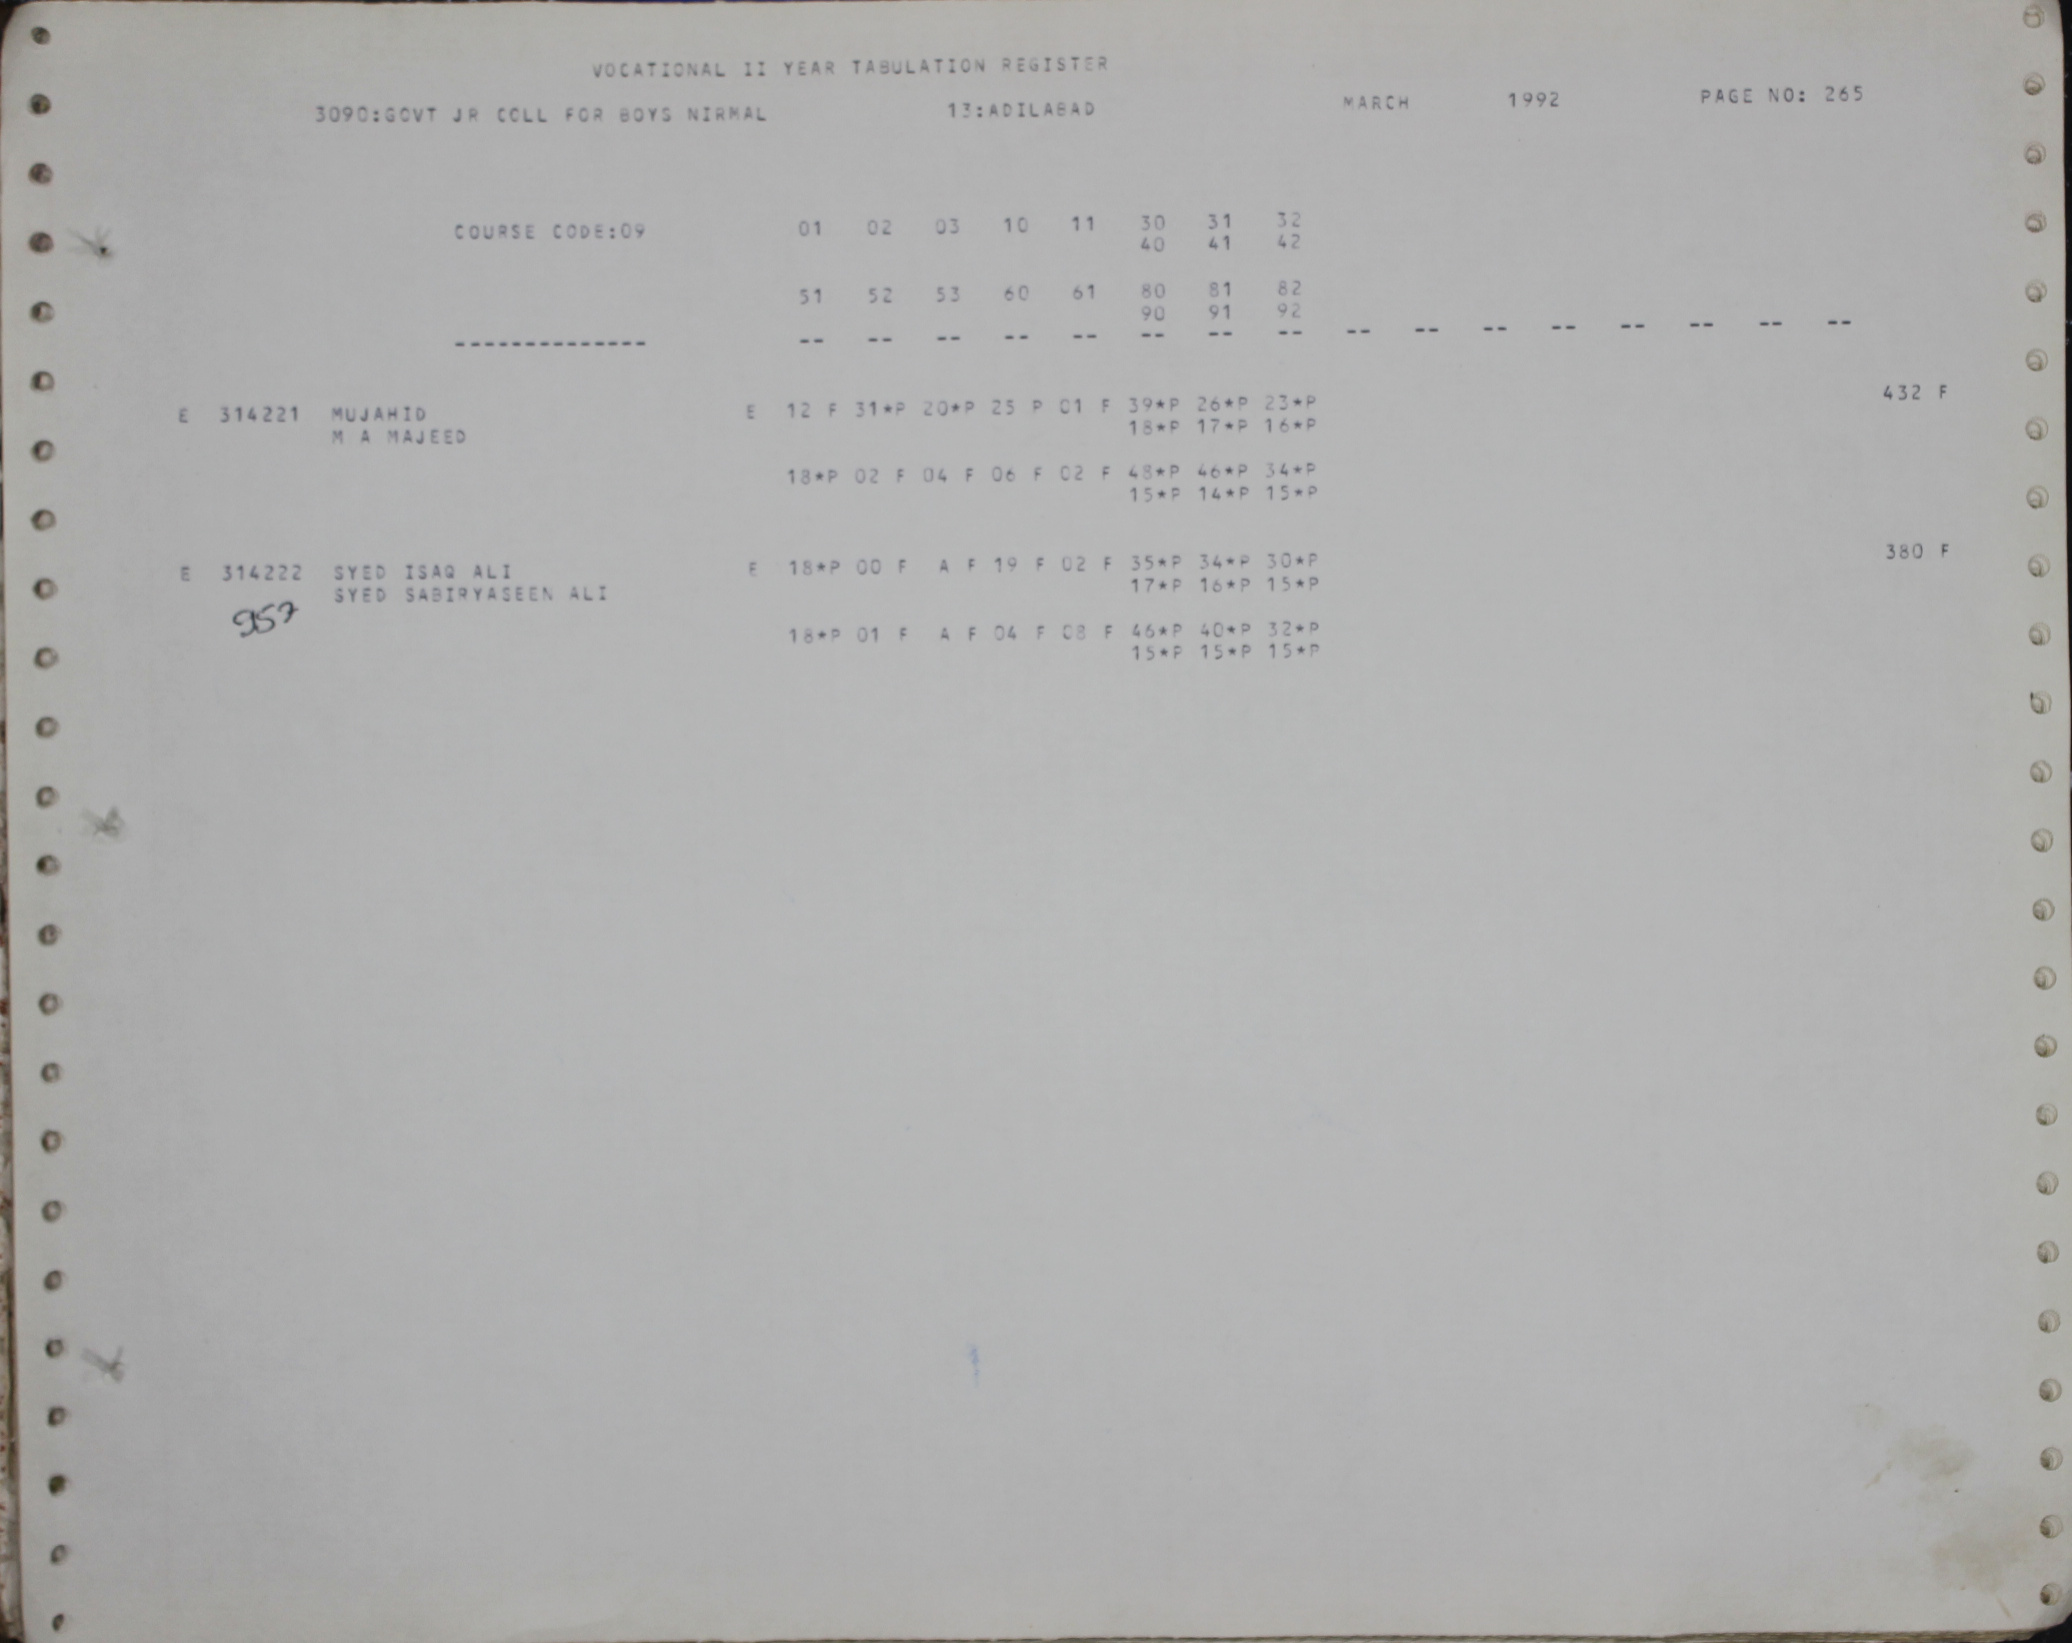 VOCATIONAL II YEAR TABULATION REGISTER
3090:GOVT JR COLL FOR BOYS NIRMAL 13:ADILABAD MARCH 1992 PAGE NO: 265
COURSE CODE:09 01 02 03 10 11 30 31 32
40 41 42
51 52 53 60 61 80 81 82
90 91 92
-------------- -- -- -- -- -- -- -- -- -- -- -- -- -- -- -- --
E 314221 MUJAHID E 12 F 31*P 20*P 25 P 01 F 39*P 26*P 23*P 432 F
M A MAJEED 18*P 17*P 16*P
18*P 02 F 04 F 06 F 02 F 48*P 46*P 34*P
15*P 14*P 15*P
E 314222 SYED ISAQ ALI E 18*P 00 F A F 19 F 02 F 35*P 34*P 30*P 380 F
SYED SABIRYASEEN ALI 17*P 16*P 15*P
957
18*P 01 F A F 04 F 08 F 46*P 40*P 32*P
15*P 15*P 15*P